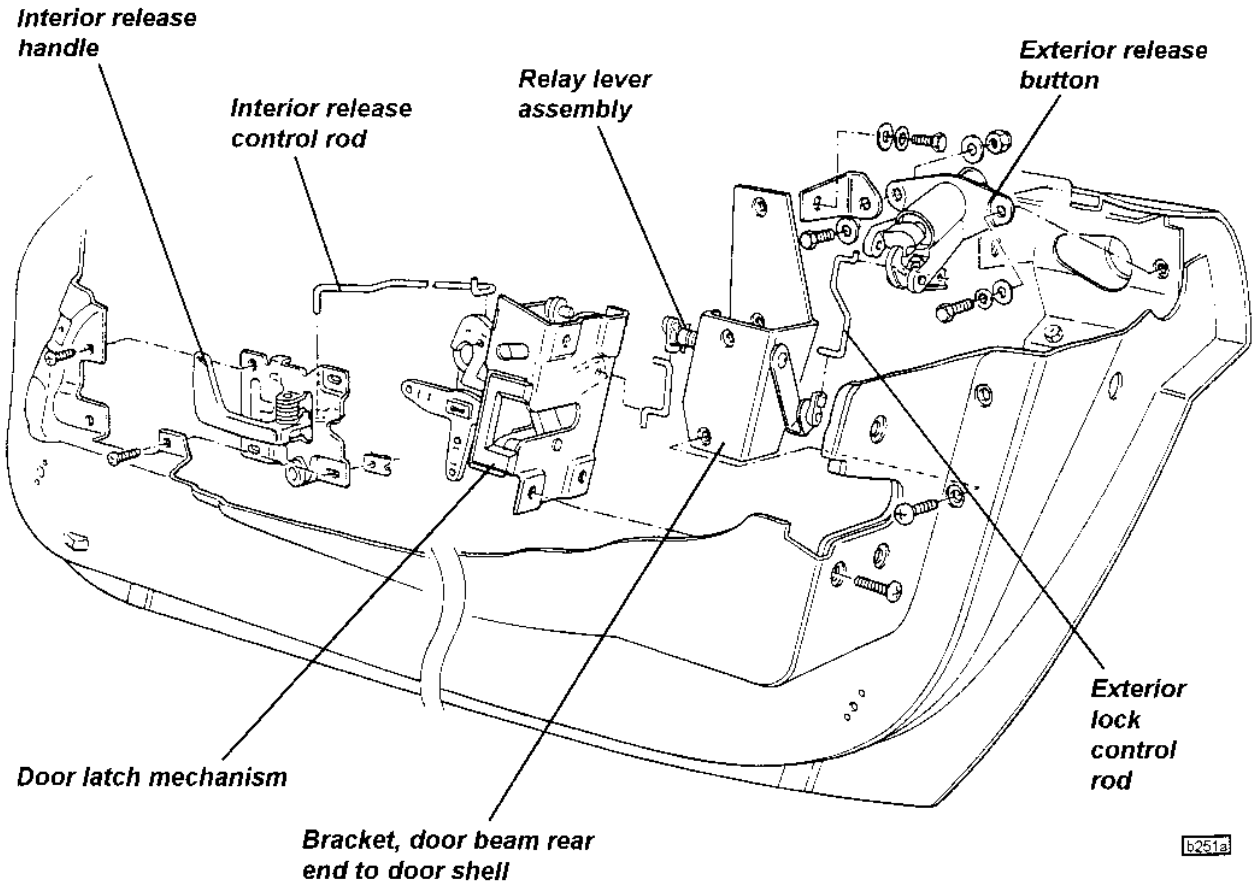 Interior release
handle
Interior release
control rod
Relay lever
assembly
Exterior release
button
Door latch mechanism
Bracket, door beam rear
end to door shell
Exterior
lock
control
rod
b251a